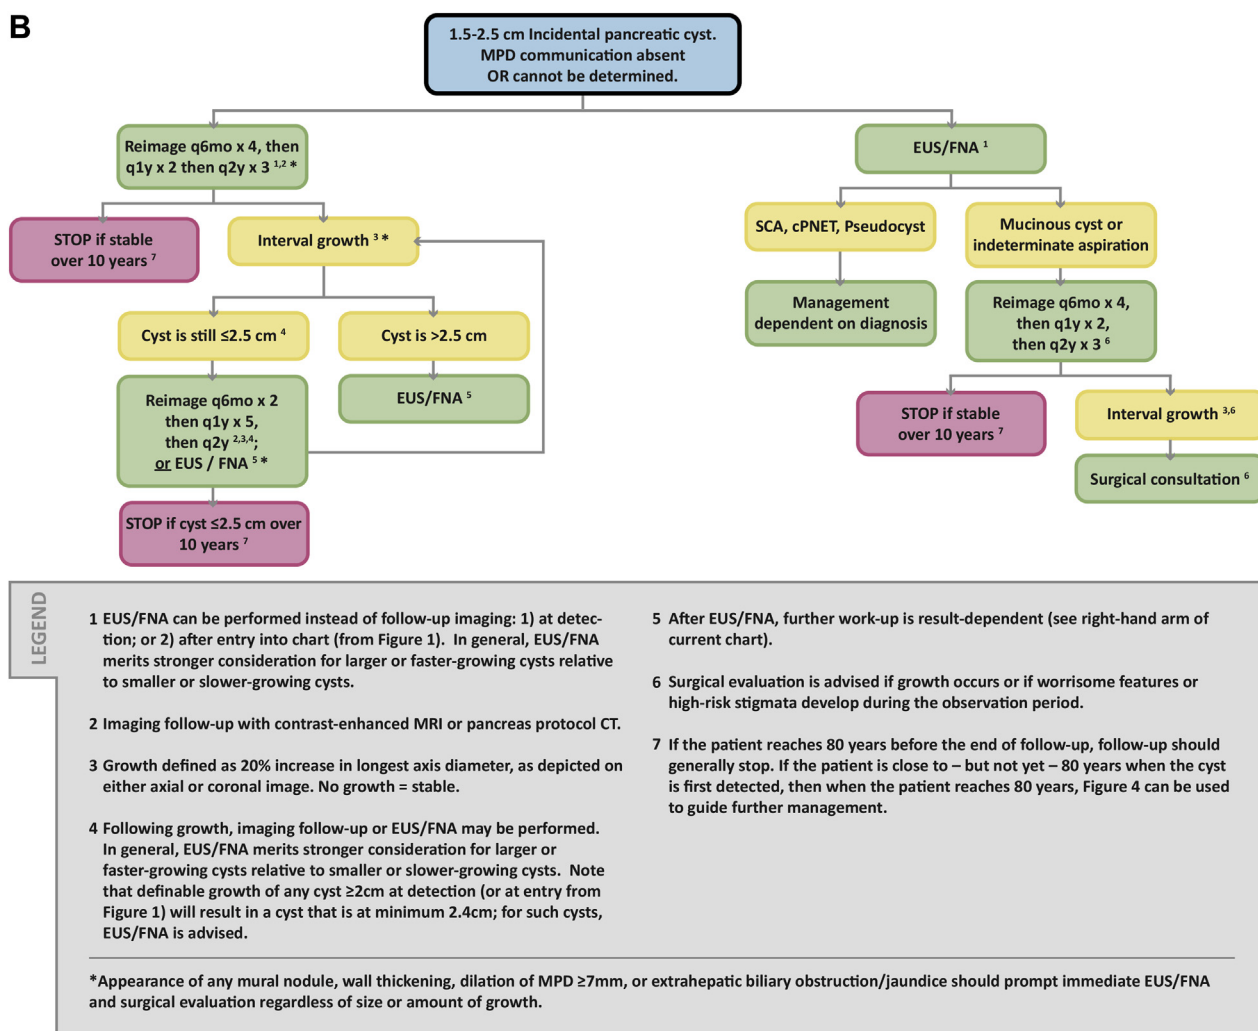 B
1.5-2.5 cm Incidental pancreatic cyst.
MPD communication absent
OR cannot be determined.
Reimage q6mo x 4, then
q1y x 2 then q2y x 3 1,2 *
EUS/FNA 1
STOP if stable
over 10 years 7
Interval growth 3 *
SCA, cPNET, Pseudocyst
Mucinous cyst or
indeterminate aspiration
Cyst is still ≤2.5 cm 4
Cyst is >2.5 cm
Management
dependent on diagnosis
Reimage q6mo x 4,
then q1y x 2,
then q2y x 3 6
Reimage q6mo x 2
then q1y x 5,
then q2y 2,3,4;
or EUS / FNA 5 *
EUS/FNA 5
STOP if stable
over 10 years 7
Interval growth 3,6
Surgical consultation 6
STOP if cyst ≤2.5 cm over
10 years 7
LEGEND
1 EUS/FNA can be performed instead of follow-up imaging: 1) at detec-
tion; or 2) after entry into chart (from Figure 1). In general, EUS/FNA
merits stronger consideration for larger or faster-growing cysts relative
to smaller or slower-growing cysts.
2 Imaging follow-up with contrast-enhanced MRI or pancreas protocol CT.
3 Growth defined as 20% increase in longest axis diameter, as depicted on
either axial or coronal image. No growth = stable.
4 Following growth, imaging follow-up or EUS/FNA may be performed.
In general, EUS/FNA merits stronger consideration for larger or
faster-growing cysts relative to smaller or slower-growing cysts. Note
that definable growth of any cyst ≥2cm at detection (or at entry from
Figure 1) will result in a cyst that is at minimum 2.4cm; for such cysts,
EUS/FNA is advised.
5 After EUS/FNA, further work-up is result-dependent (see right-hand arm of
current chart).
6 Surgical evaluation is advised if growth occurs or if worrisome features or
high-risk stigmata develop during the observation period.
7 If the patient reaches 80 years before the end of follow-up, follow-up should
generally stop. If the patient is close to – but not yet – 80 years when the cyst
is first detected, then when the patient reaches 80 years, Figure 4 can be used
to guide further management.
*Appearance of any mural nodule, wall thickening, dilation of MPD ≥7mm, or extrahepatic biliary obstruction/jaundice should prompt immediate EUS/FNA
and surgical evaluation regardless of size or amount of growth.